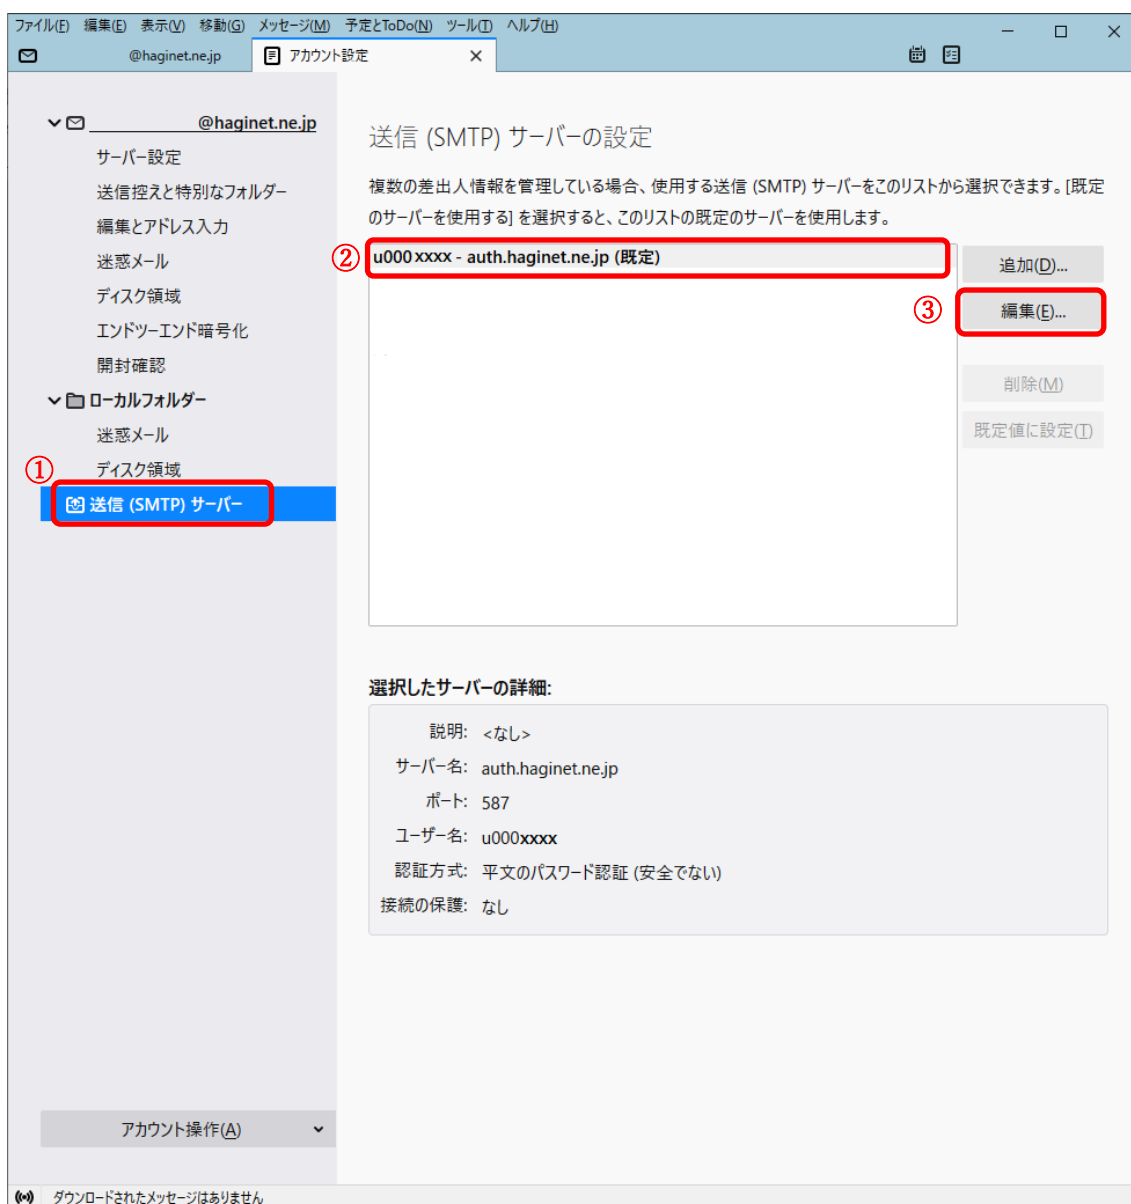 ファイル(F) 編集(E) 表示(V) 移動(G) メッセージ(M) 予定とToDo(N) ツール(T) ヘルプ(H)
@haginet.ne.jp アカウント設定
@haginet.ne.jp
サーバー設定
送信控えと特別なフォルダー
編集とアドレス入力
迷惑メール
ディスク領域
エンドツーエンド暗号化
開封確認
ローカルフォルダー
迷惑メール
ディスク領域
①
送信 (SMTP) サーバー
アカウント操作(A)
送信 (SMTP) サーバーの設定
複数の差出人情報を管理している場合、使用する送信 (SMTP) サーバーをこのリストから選択できます。[既定
のサーバーを使用する] を選択すると、このリストの既定のサーバーを使用します。
② u000xxxx - auth.haginet.ne.jp (既定)
追加(D)...
③ 編集(E)...
削除(M)
既定値に設定(T)
選択したサーバーの詳細:
説明: <なし>
サーバー名: auth.haginet.ne.jp
ポート: 587
ユーザー名: u000xxxx
認証方式: 平文のパスワード認証 (安全でない)
接続の保護: なし
ダウンロードされたメッセージはありません